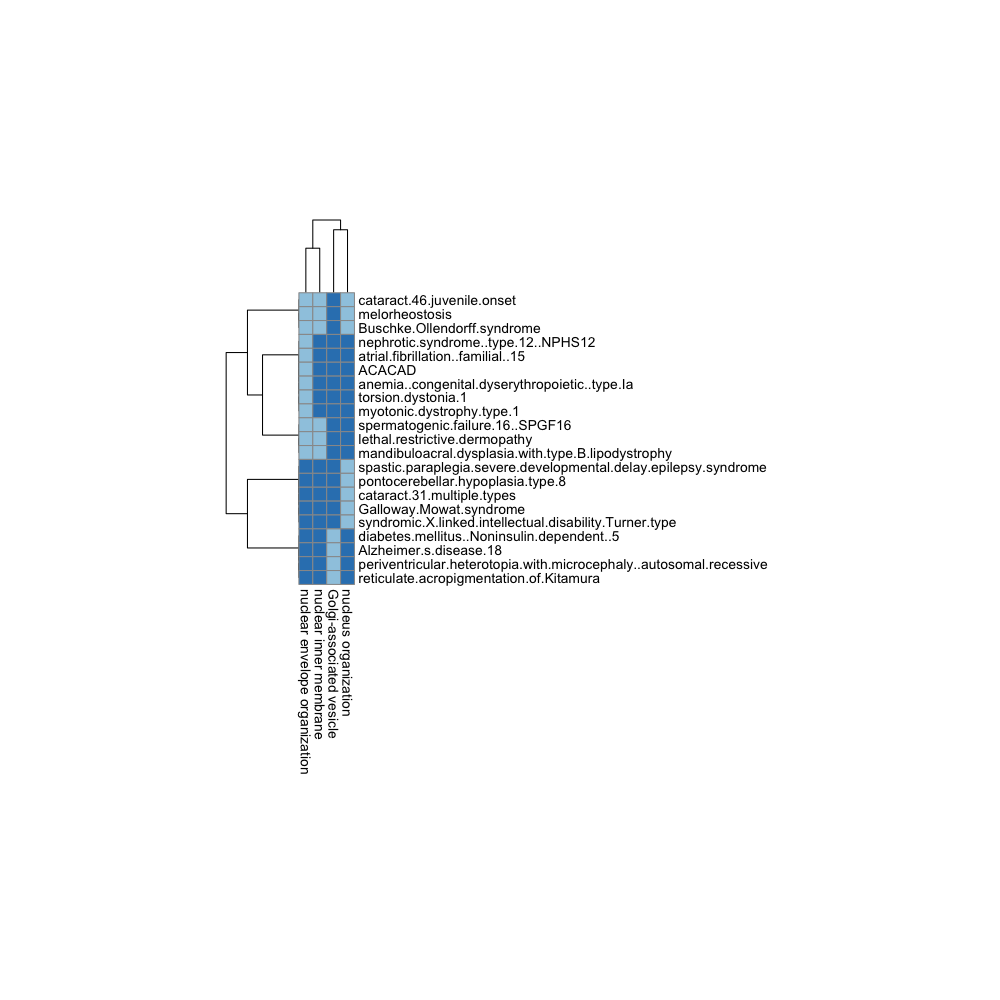 cataract.46.juvenile.onset
melorheostosis
Buschke.Ollendorff.syndrome
nephrotic.syndrome..type.12..NPHS12
atrial.fibrillation..familial..15
ACACAD
anemia..congenital.dyserythropoietic..type.Ia
torsion.dystonia.1
myotonic.dystrophy.type.1
spermatogenic.failure.16..SPGF16
lethal.restrictive.dermopathy
mandibuloacral.dysplasia.with.type.B.lipodystrophy
spastic.paraplegia.severe.developmental.delay.epilepsy.syndrome
pontocerebellar.hypoplasia.type.8
cataract.31.multiple.types
Galloway.Mowat.syndrome
syndromic.X.linked.intellectual.disability.Turner.type
diabetes.mellitus..Noninsulin.dependent..5
Alzheimer.s.disease.18
periventricular.heterotopia.with.microcephaly..autosomal.recessive
reticulate.acropigmentation.of.Kitamura
nuclear envelope organization
nuclear inner membrane
Golgi-associated vesicle
nucleus organization